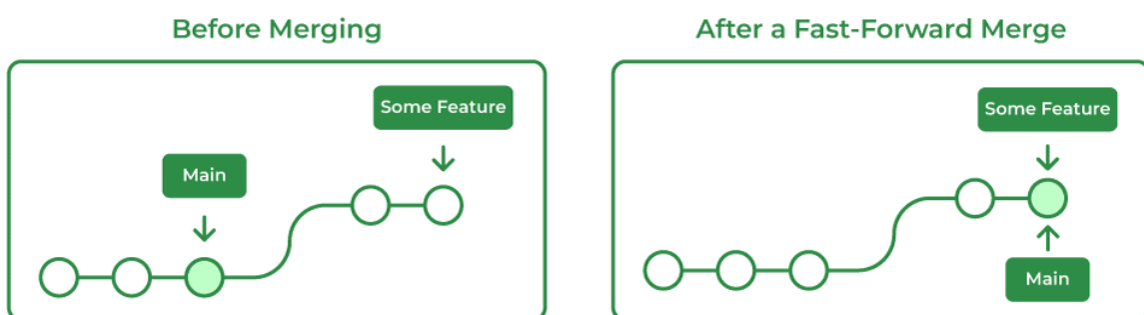 Before Merging
Some Feature
Main
After a Fast-Forward Merge
Some Feature
Main